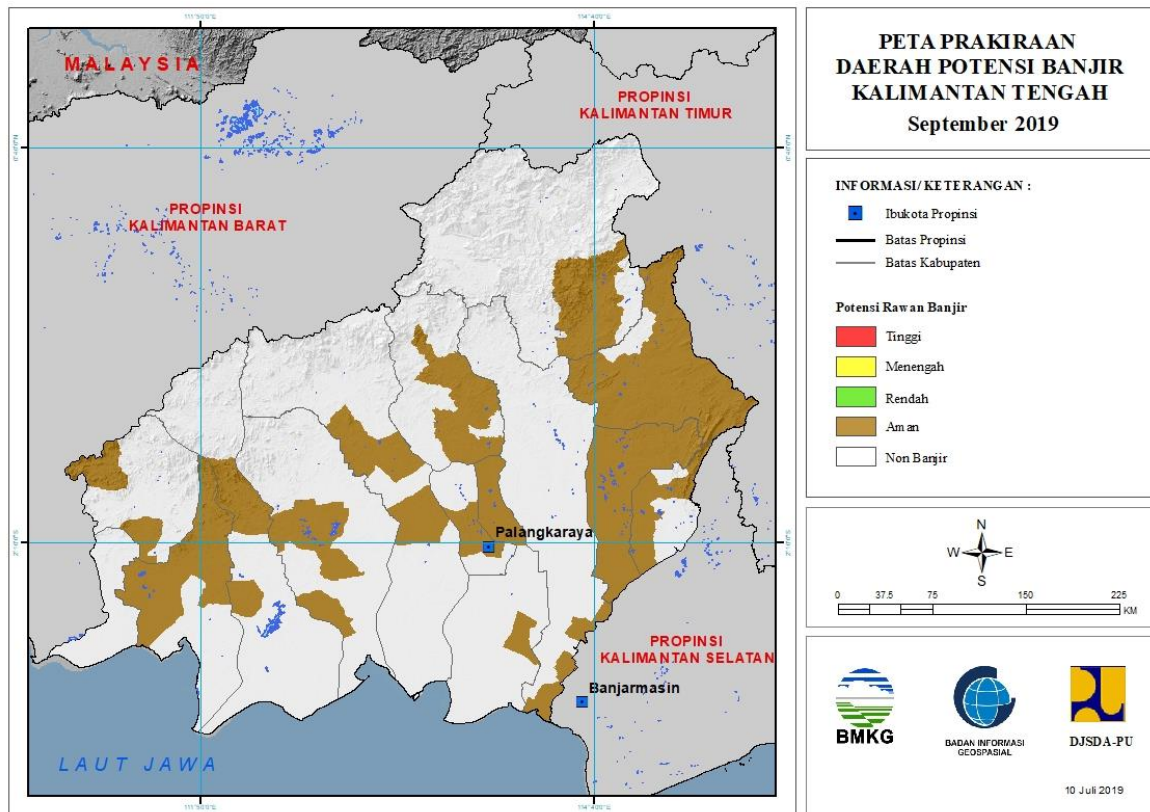 MALAYSIA
PROPINSI
KALIMANTAN TIMUR
PROPINSI
KALIMANTAN BARAT
Palangkaraya
PROPINSI
KALIMANTAN SELATAN
Banjarmasin
LAUT JAWA
PETA PRAKIRAAN
DAERAH POTENSI BANJIR
KALIMANTAN TENGAH
September 2019
INFORMASI/KETERANGAN :
Ibukota Propinsi
Batas Propinsi
Batas Kabupaten
Potensi Rawan Banjir
Tinggi
Menengah
Rendah
Aman
Non Banjir
N
W E
S
0 37.5 75 150 225
KM
BMKG
BADAN INFORMASI
GEOSPASIAL
DJSDA-PU
10 Juli 2019